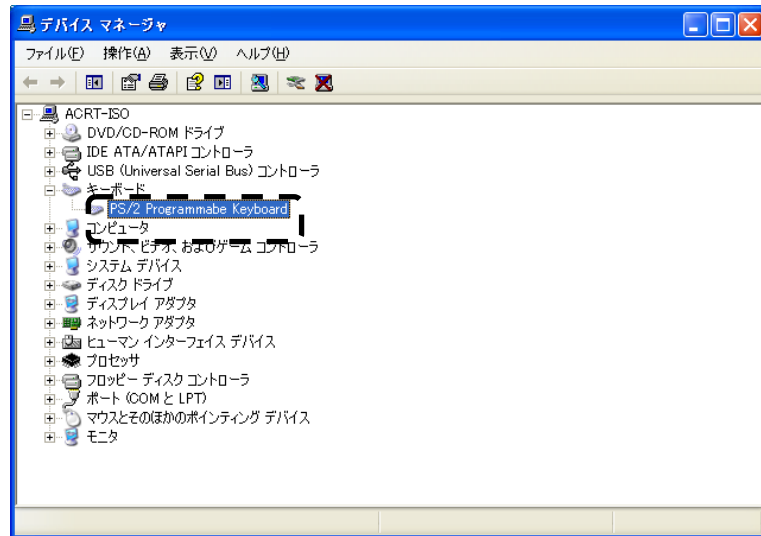 デバイス マネージャ
ファイル(F) 操作(A) 表示(V) ヘルプ(H)
ACRT-ISO
DVD/CD-ROM ドライブ
IDE ATA/ATAPI コントローラ
USB (Universal Serial Bus) コントローラ
キーボード
PS/2 Programmabe Keyboard
コンピュータ
サウンド、ビデオ、およびゲーム コントローラ
システム デバイス
ディスク ドライブ
ディスプレイ アダプタ
ネットワーク アダプタ
ヒューマン インターフェイス デバイス
プロセッサ
フロッピー ディスク コントローラ
ポート (COM と LPT)
マウスとそのほかのポインティング デバイス
モニタ